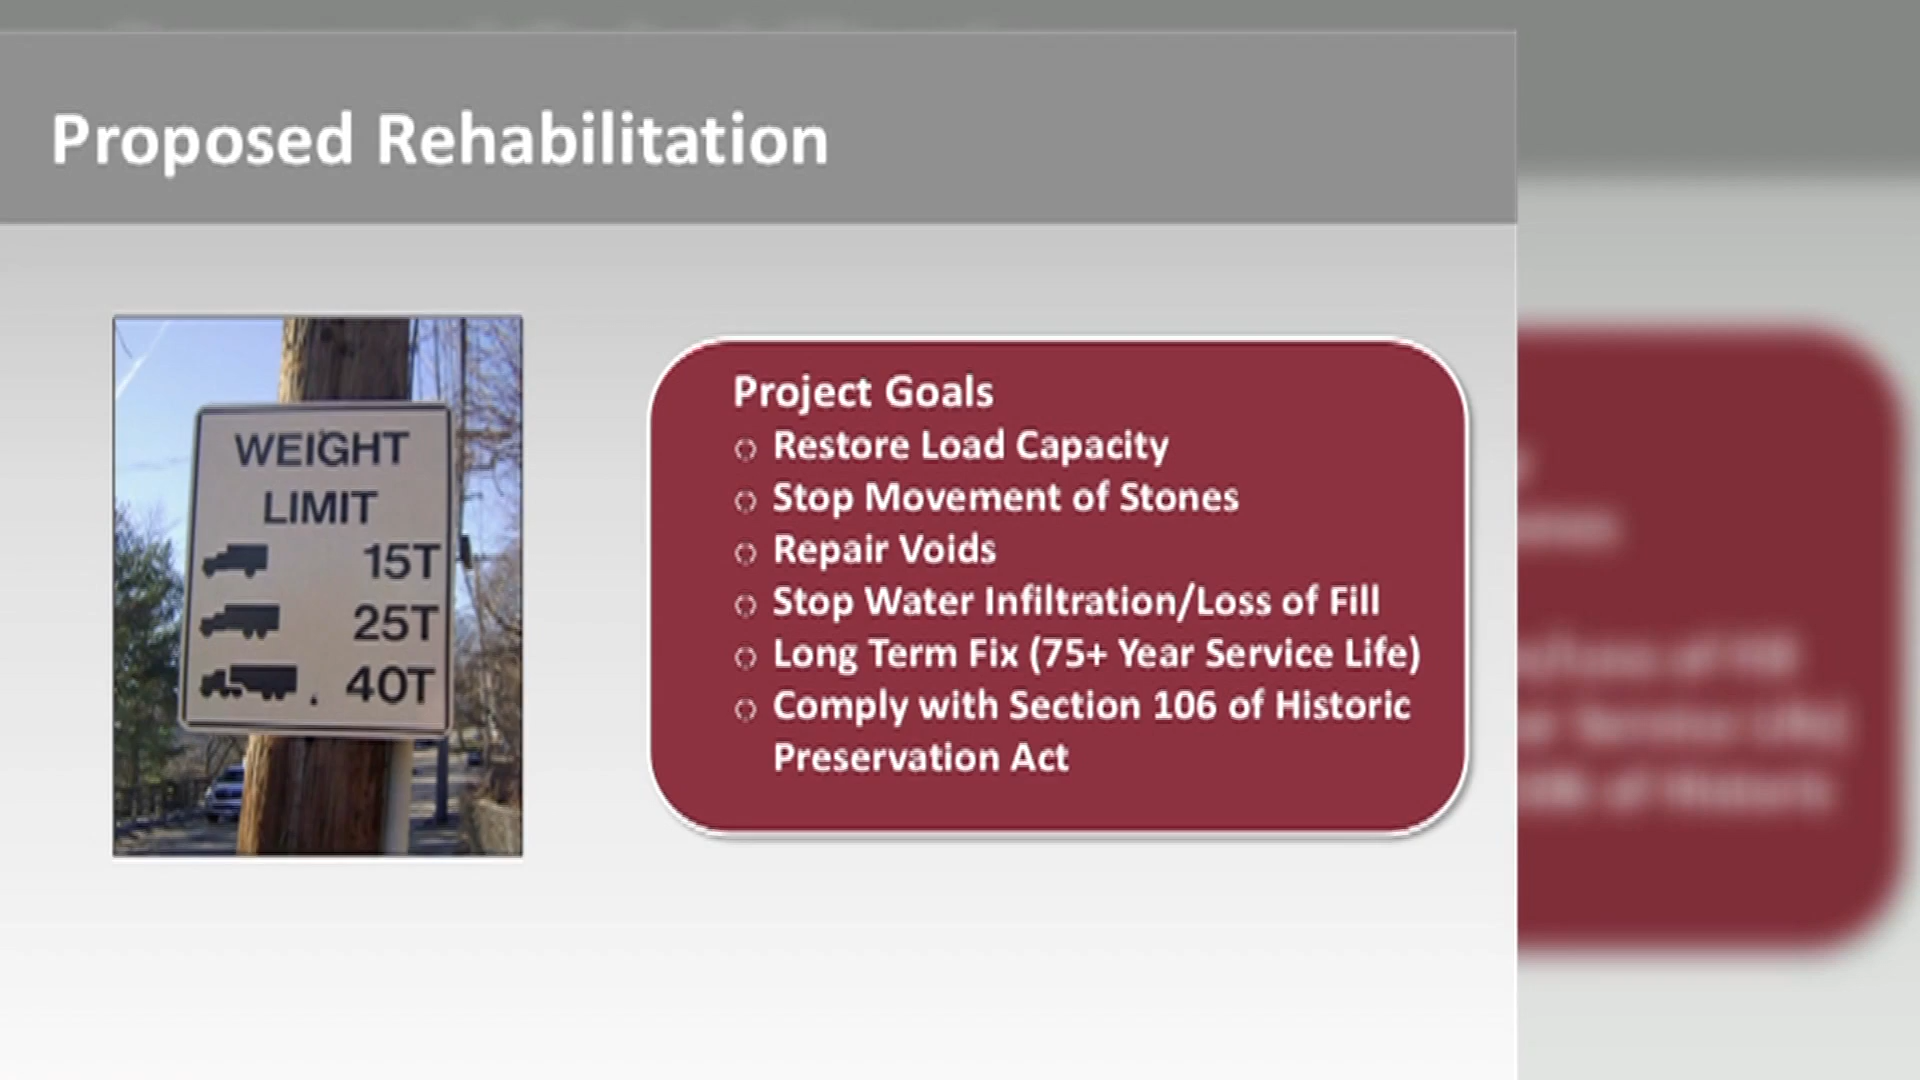 Proposed Rehabilitation
WEIGHT
LIMIT
15T
25T
40T
Project Goals
Restore Load Capacity
Stop Movement of Stones
Repair Voids
Stop Water Infiltration/Loss of Fill
Long Term Fix (75+ Year Service Life)
Comply with Section 106 of Historic
Preservation Act